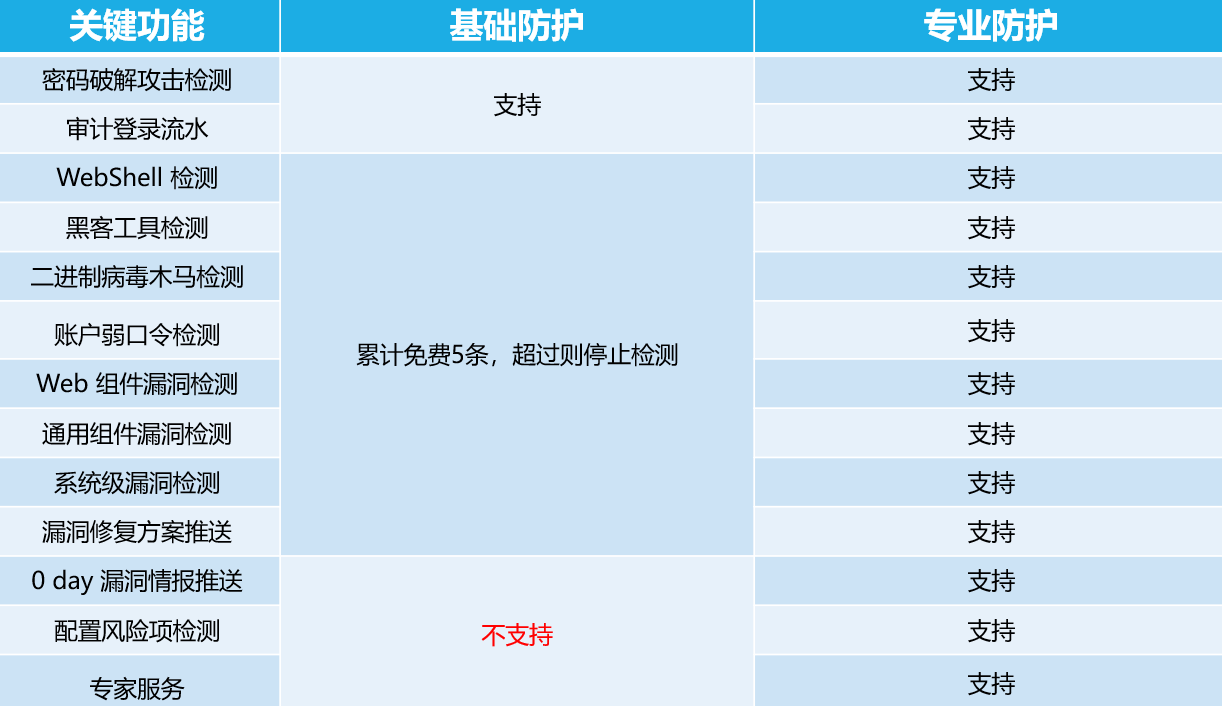 关键功能
基础防护
专业防护
密码破解攻击检测
支持
支持
审计登录流水
支持
WebShell 检测
累计免费5条，超过则停止检测
支持
黑客工具检测
支持
二进制病毒木马检测
支持
账户弱口令检测
支持
Web 组件漏洞检测
支持
通用组件漏洞检测
支持
系统级漏洞检测
支持
漏洞修复方案推送
支持
0 day 漏洞情报推送
不支持
支持
配置风险项检测
支持
专家服务
支持